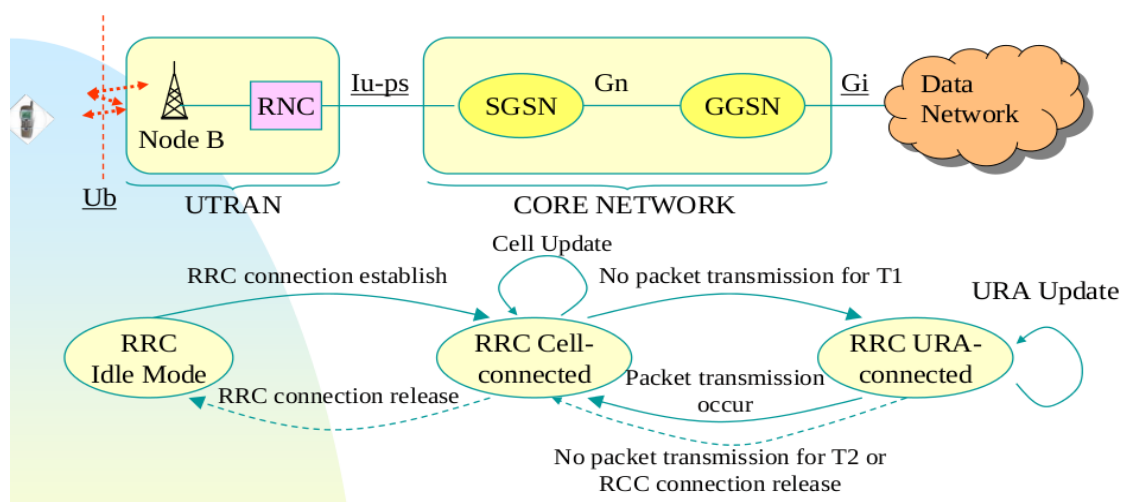 Iu-ps
Gn
Gi
RNC
SGSN
GGSN
Data
Network
Node B
Ub
UTRAN
CORE NETWORK
Cell Update
RRC connection establish
No packet transmission for T1
URA Update
RRC
Idle Mode
RRC Cell-
connected
RRC URA-
connected
RRC connection release
Packet transmission
occur
No packet transmission for T2 or
RCC connection release